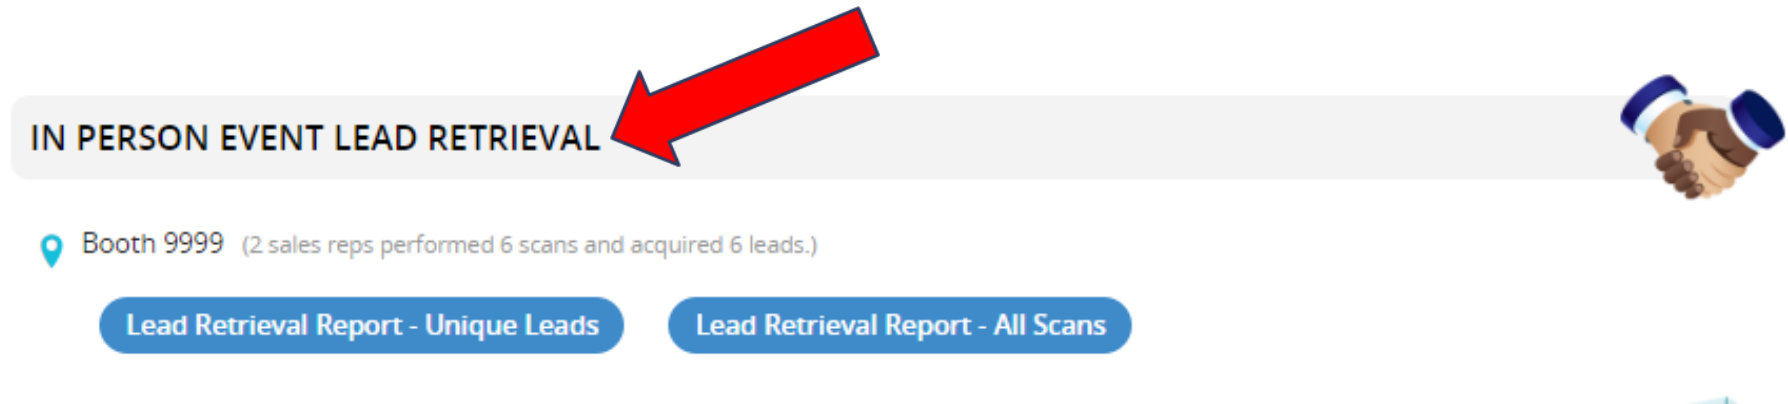 IN PERSON EVENT LEAD RETRIEVAL
Booth 9999 (2 sales reps performed 6 scans and acquired 6 leads.)
Lead Retrieval Report - Unique Leads Lead Retrieval Report - All Scans